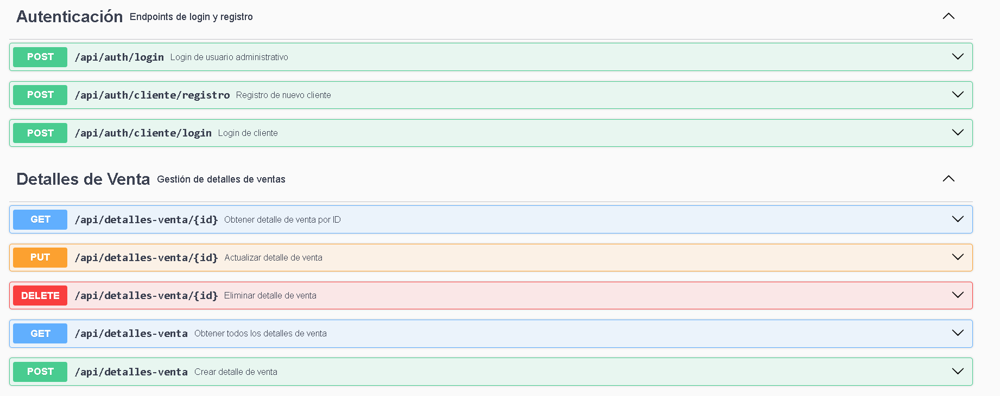 Autenticación Endpoints de login y registro
POST /api/auth/login Login de usuario administrativo
POST /api/auth/cliente/registro Registro de nuevo cliente
POST /api/auth/cliente/login Login de cliente
Detalles de Venta Gestión de detalles de ventas
GET /api/detalles-venta/{id} Obtener detalle de venta por ID
PUT /api/detalles-venta/{id} Actualizar detalle de venta
DELETE /api/detalles-venta/{id} Eliminar detalle de venta
GET /api/detalles-venta Obtener todos los detalles de venta
POST /api/detalles-venta Crear detalle de venta